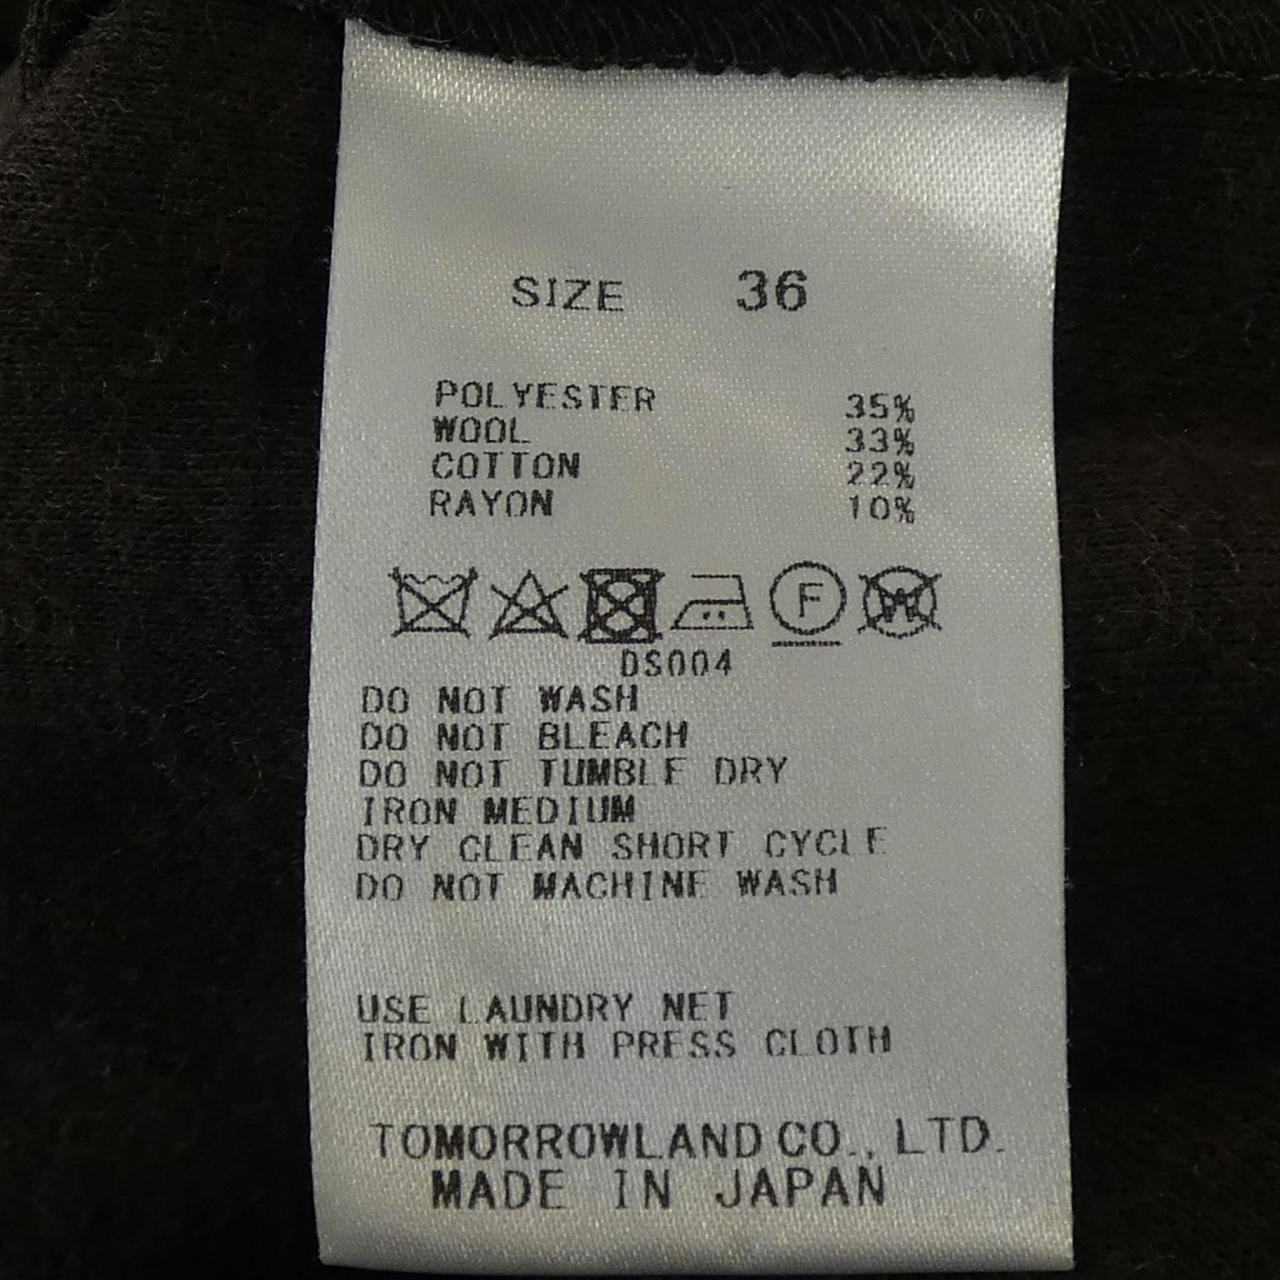 SIZE 36
POLYESTER 35%
WOOL 33%
COTTON 22%
RAYON 10%
F W
DS004
DO NOT WASH
DO NOT BLEACH
DO NOT TUMBLE DRY
IRON MEDIUM
DRY CLEAN SHORT CYCLE
DO NOT MACHINE WASH
USE LAUNDRY NET
IRON WITH PRESS CLOTH
TOMORROWLAND CO., LTD.
MADE IN JAPAN